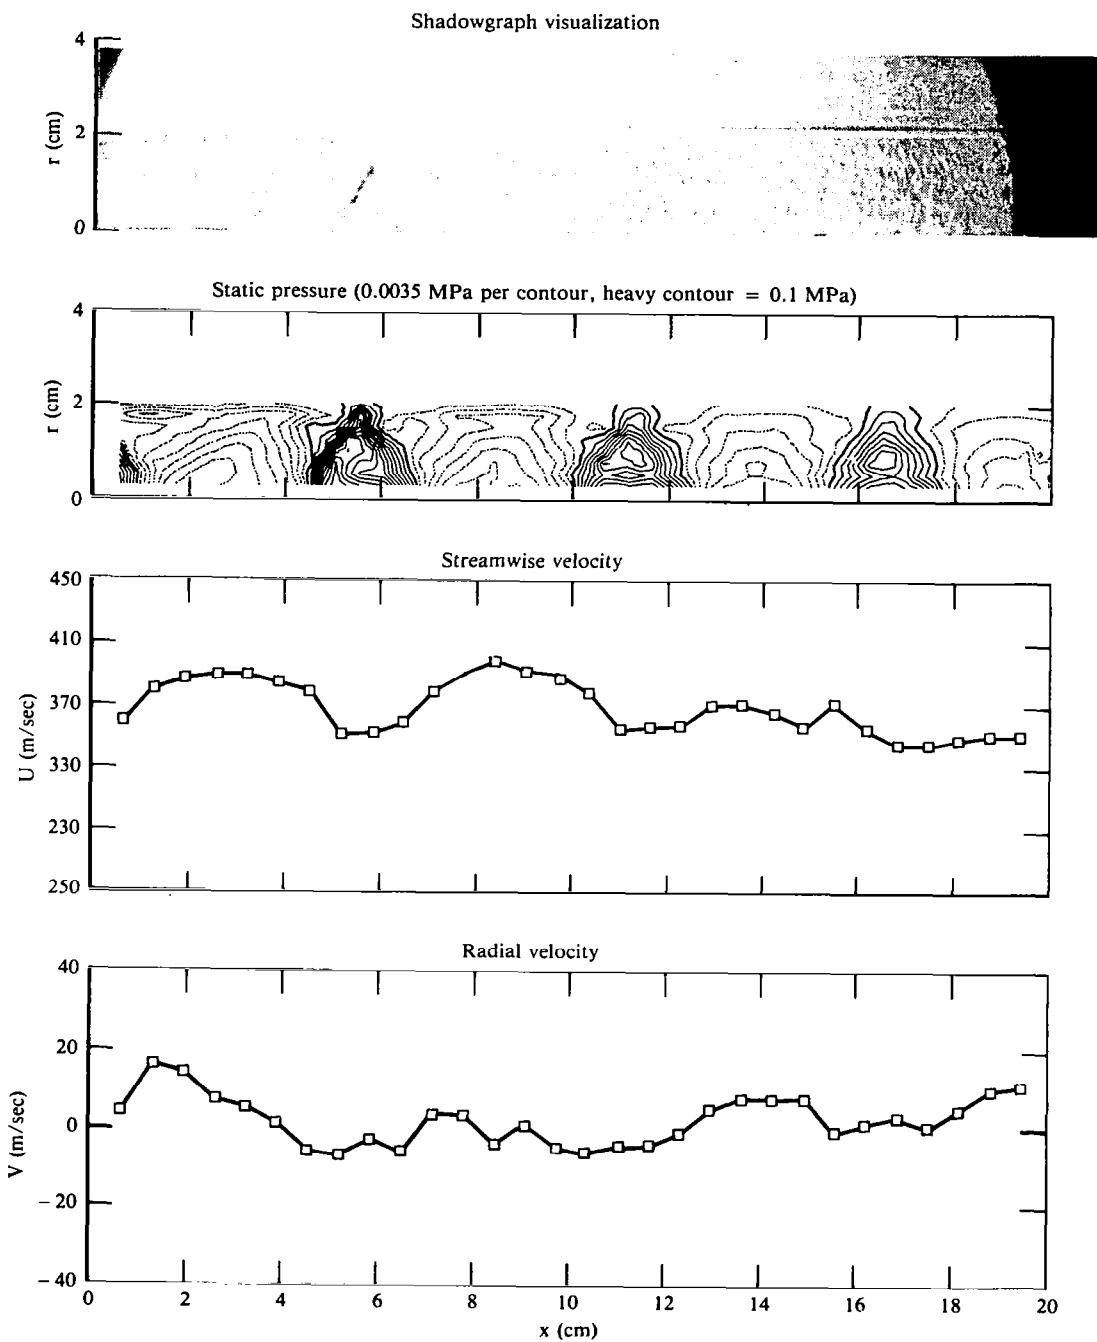 Shadowgraph visualization
4
2
0
r (cm)
Static pressure (0.0035 MPa per contour, heavy contour = 0.1 MPa)
4
2
0
r (cm)
Streamwise velocity
450
410
370
330
230
250
U (m/sec)
Radial velocity
40
20
0
−20
−40
V (m/sec)
0 2 4 6 8 10 12 14 16 18 20
x (cm)